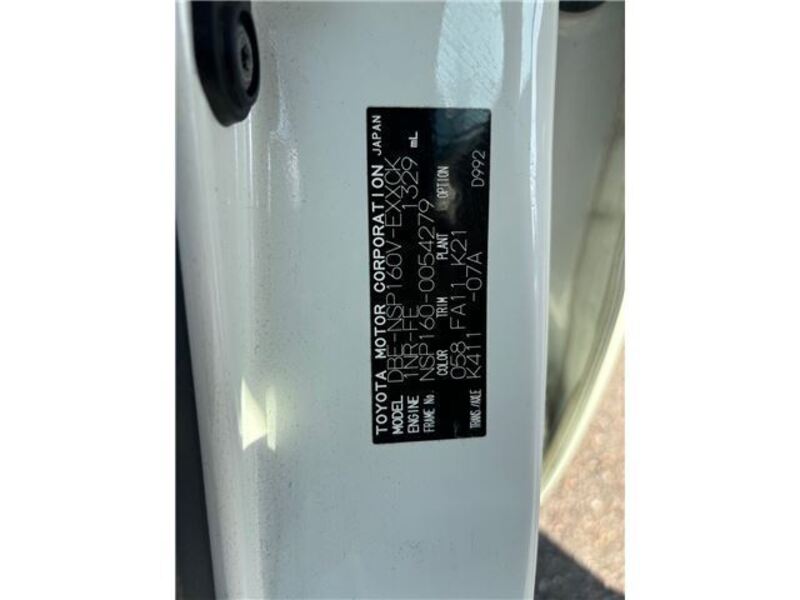 TOYOTA MOTOR CORPORATION JAPAN
MODEL DBE-NSP160V-EXXCK
ENGINE 1NR-FE 1329 mL
FRAME No. NSP160-0054279
COLOR TRIM PLANT OPTION
058 FA11 K21
TRANS/AXLE K411 -07A D992